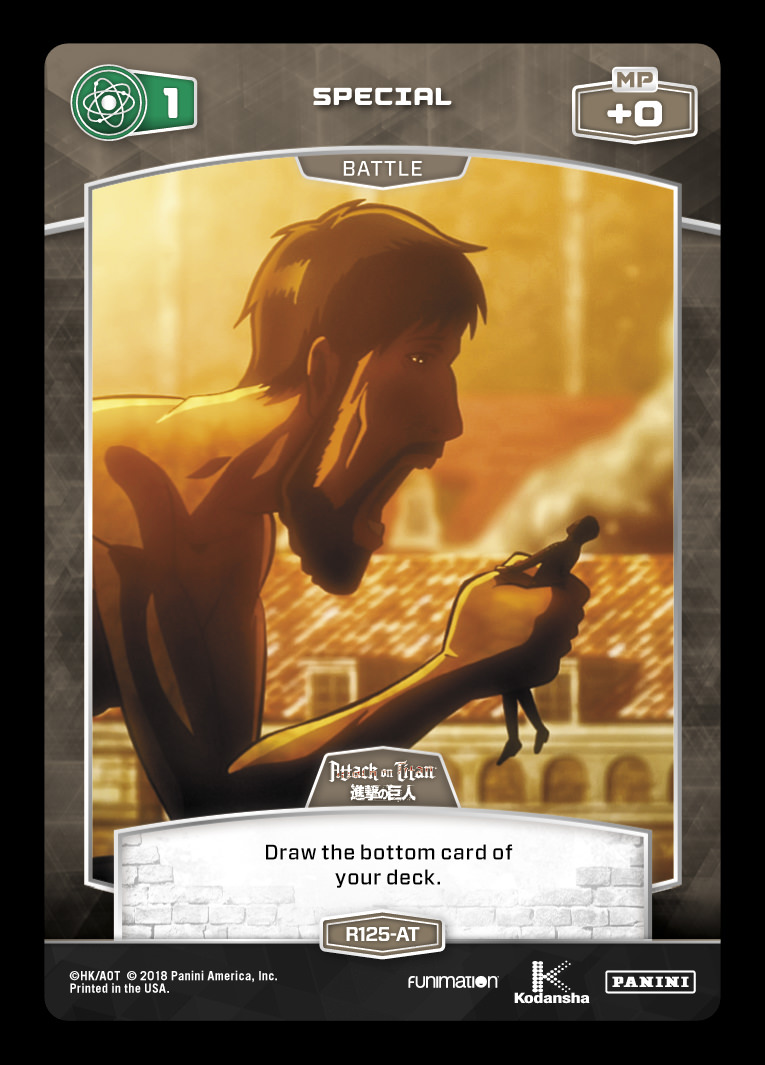 1
SPECIAL
MP
+0
BATTLE
Attack on Titan
進撃の巨人
Draw the bottom card of
your deck.
R125-AT
©HK/AOT © 2018 Panini America, Inc.
Printed in the USA.
FUNIMATION
Kodansha
PANINI